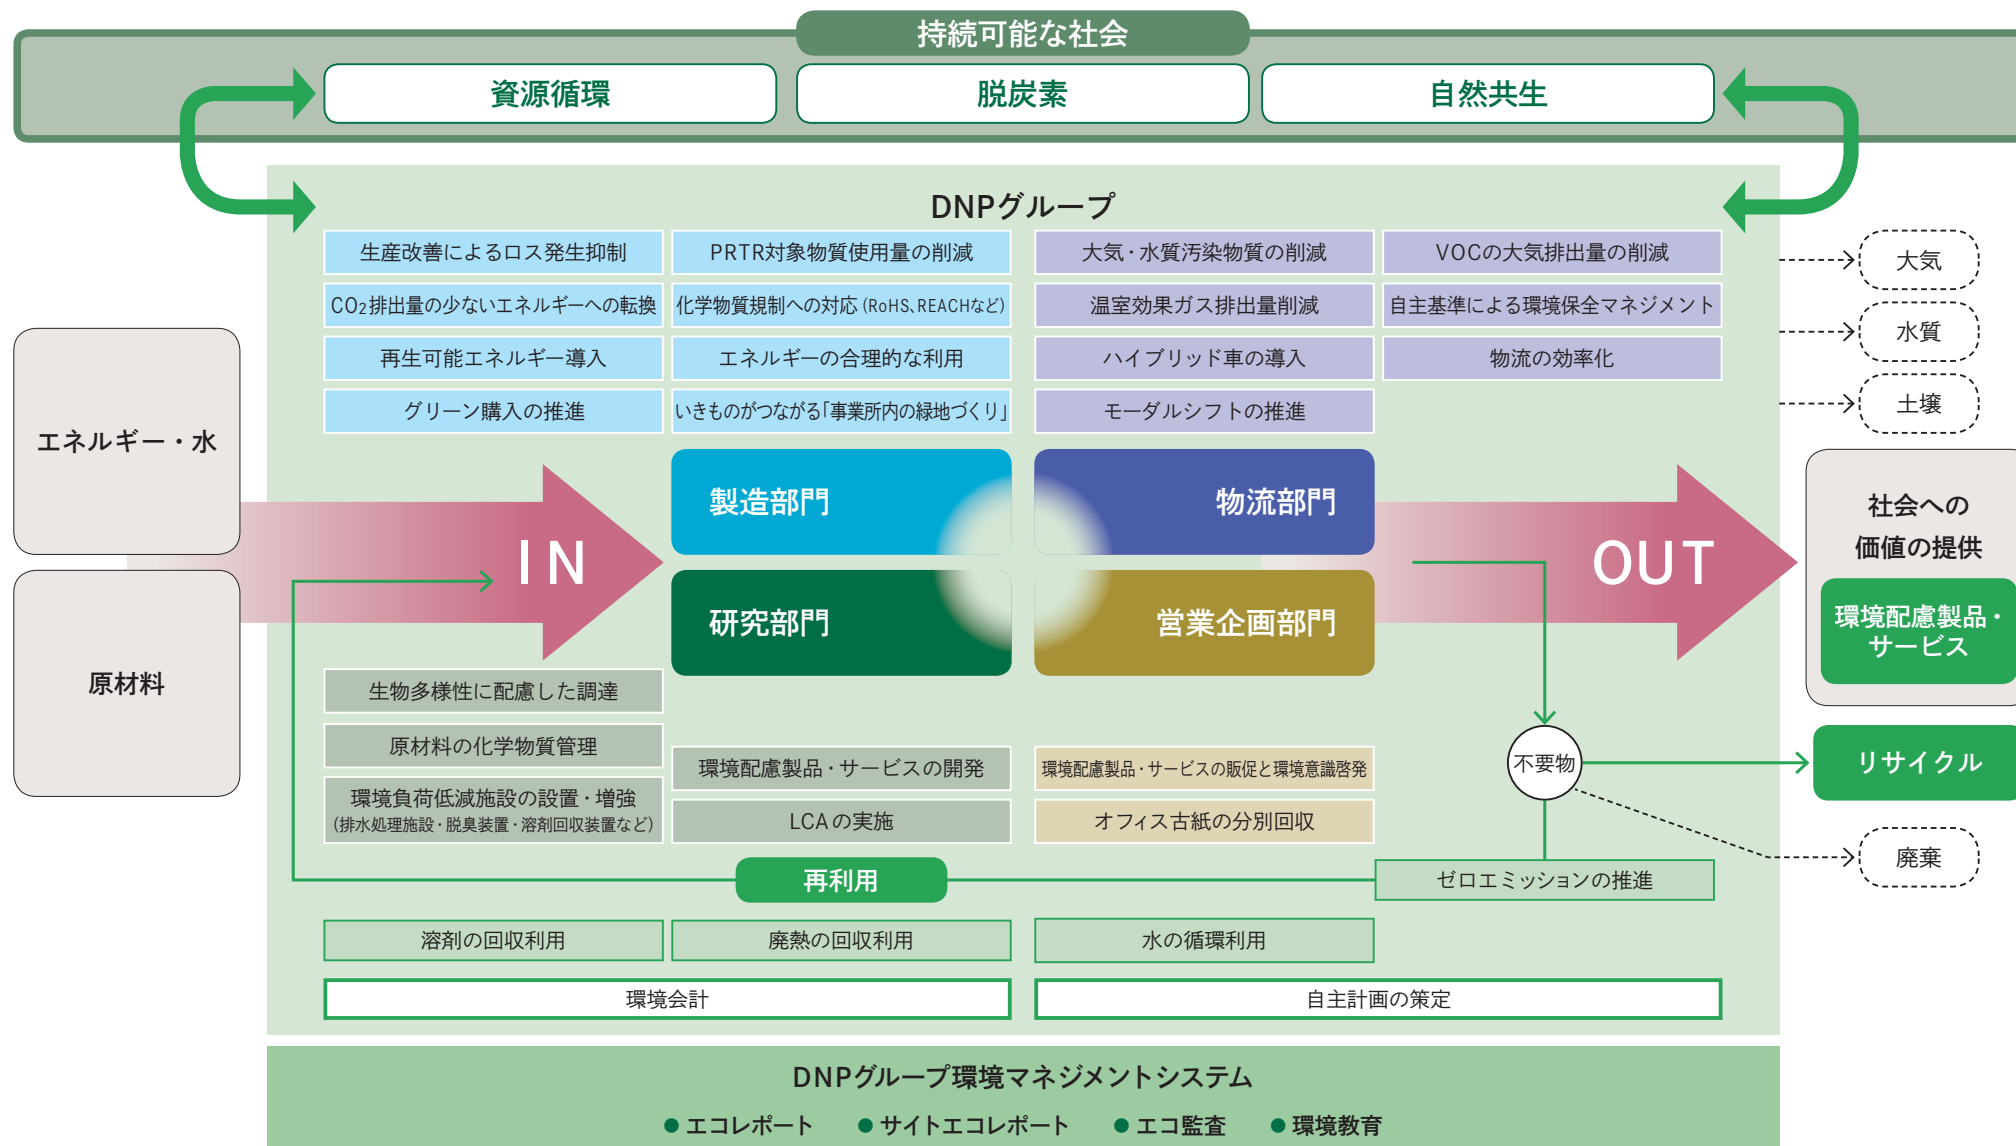 持続可能な社会
資源循環
脱炭素
自然共生
DNPグループ
生産改善によるロス発生抑制
PRTR対象物質使用量の削減
大気・水質汚染物質の削減
VOCの大気排出量の削減
CO2排出量の少ないエネルギーへの転換
化学物質規制への対応（RoHS、REACHなど）
温室効果ガス排出量削減
自主基準による環境保全マネジメント
再生可能エネルギー導入
エネルギーの合理的な利用
ハイブリッド車の導入
物流の効率化
グリーン購入の推進
いきものがつながる「事業所内の緑地づくり」
モーダルシフトの推進
大気
水質
土壌
エネルギー・水
原材料
IN
製造部門
物流部門
研究部門
営業企画部門
OUT
社会への
価値の提供
環境配慮製品・
サービス
生物多様性に配慮した調達
原材料の化学物質管理
環境負荷低減施設の設置・増強
（排水処理施設・脱臭装置・溶剤回収装置など）
環境配慮製品・サービスの開発
LCAの実施
環境配慮製品・サービスの販促と環境意識啓発
オフィス古紙の分別回収
不要物
リサイクル
廃棄
再利用
ゼロエミッションの推進
溶剤の回収利用
廃熱の回収利用
水の循環利用
環境会計
自主計画の策定
DNPグループ環境マネジメントシステム
●エコレポート ●サイトエコレポート ●エコ監査 ●環境教育